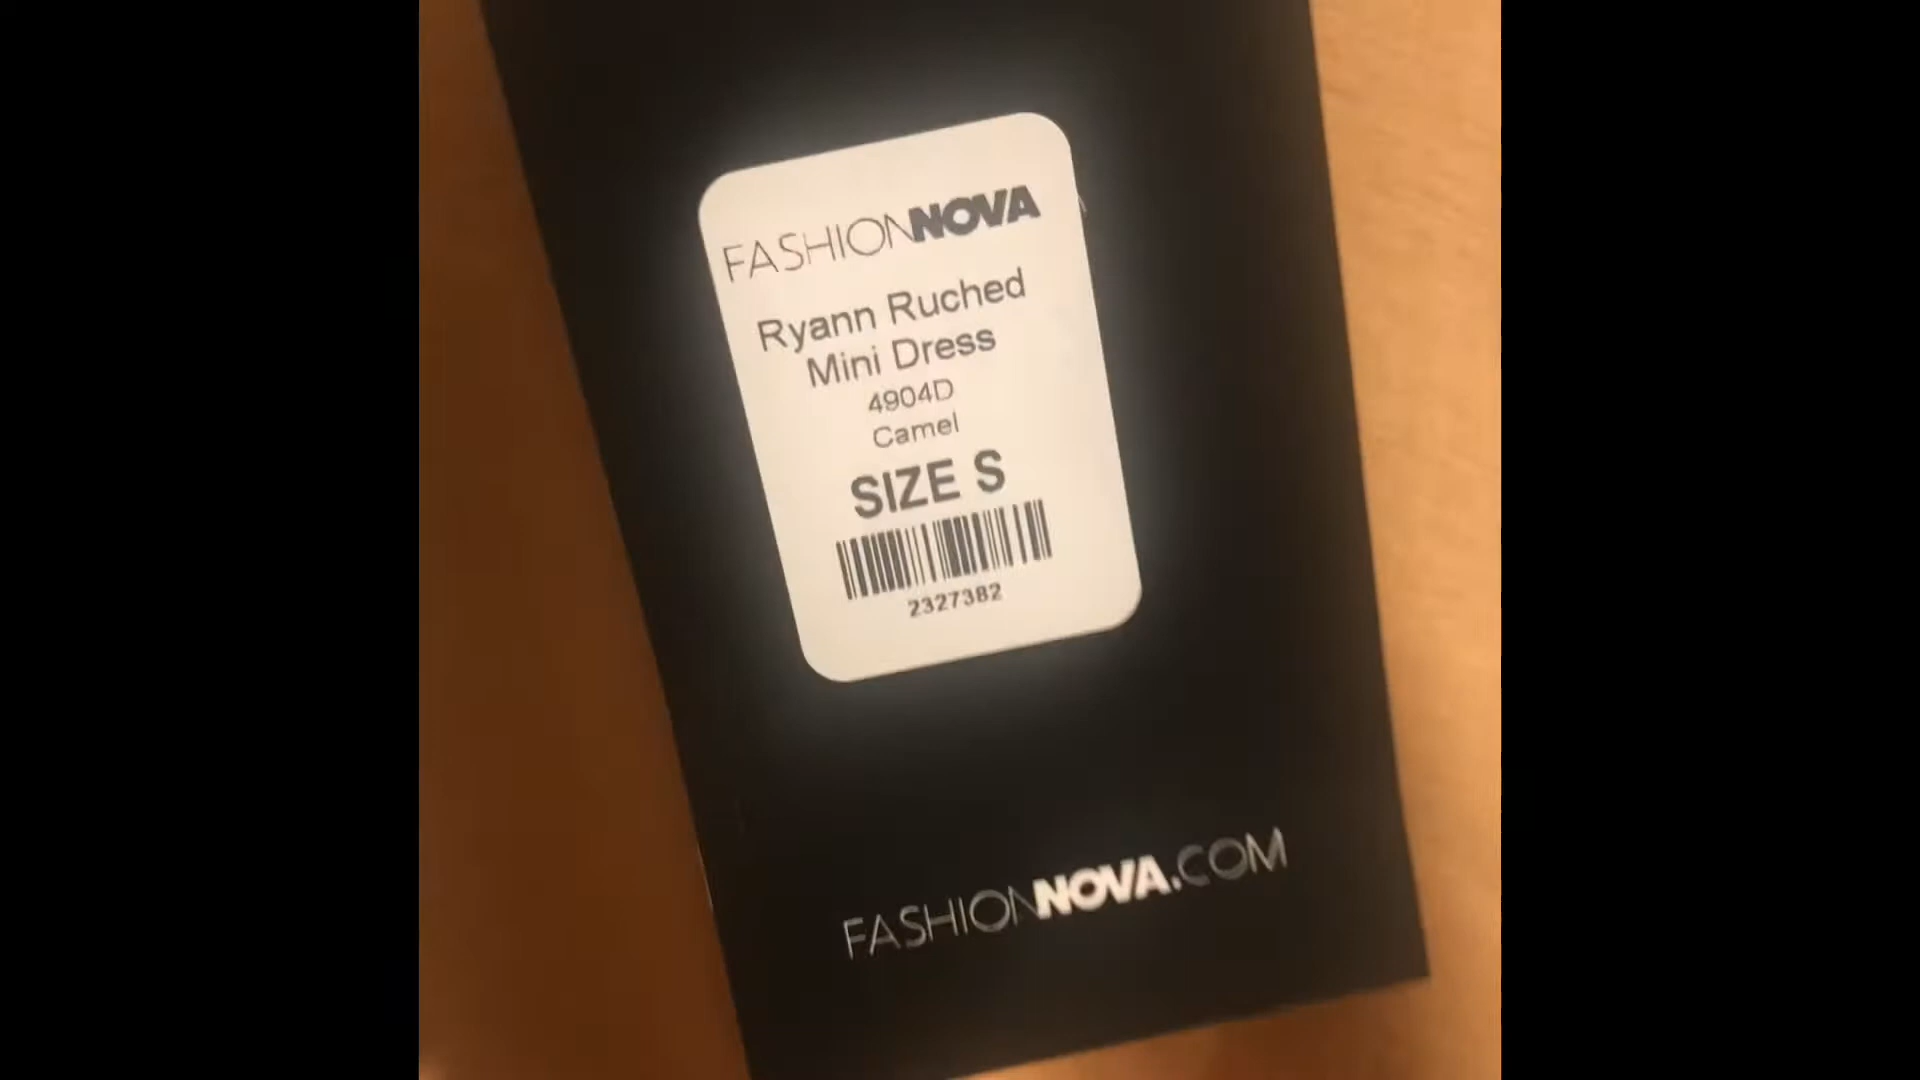 FASHIONNOVA
Ryann Ruched
Mini Dress
4904D
Camel
SIZE S
2327382
FASHIONNOVA.COM